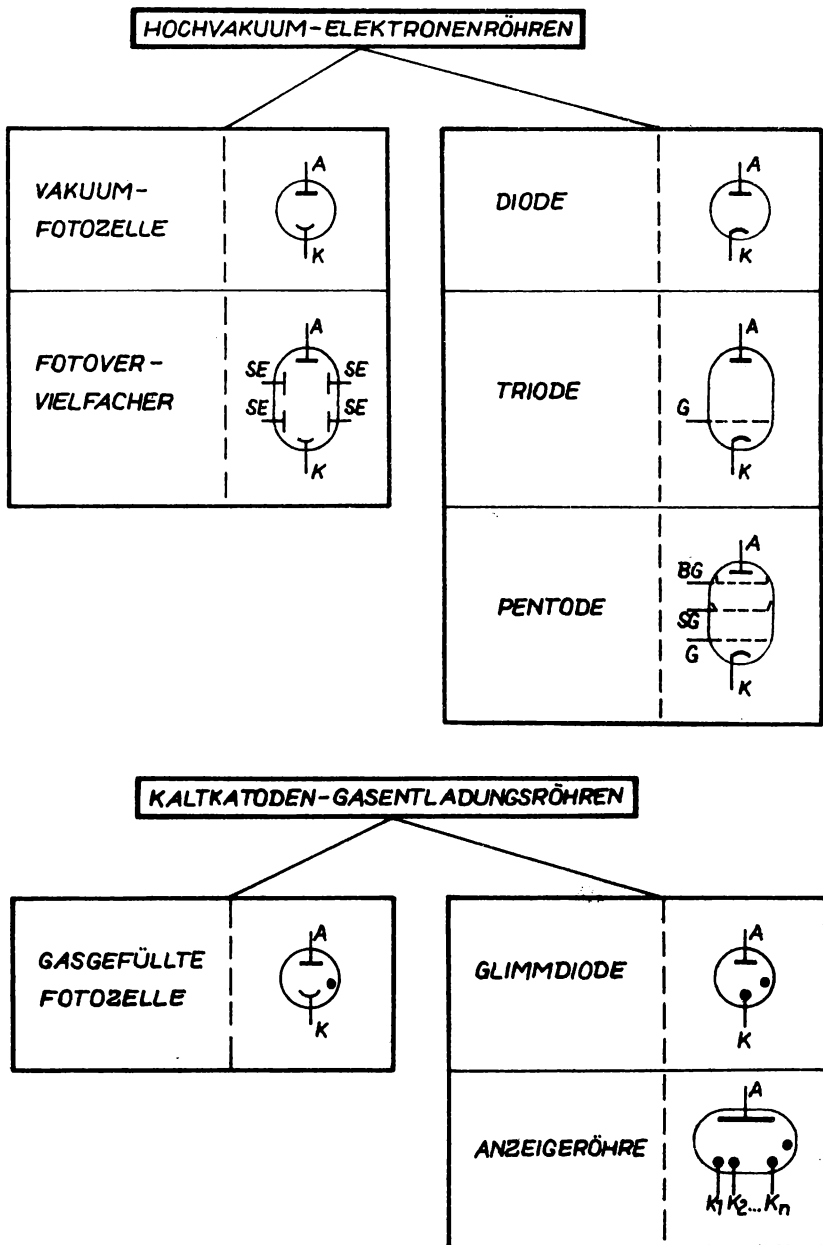 HOCHVAKUUM-ELEKTRONENRÖHREN
VAKUUM-
FOTOZELLE
A
K
FOTOVER-
VIELFACHER
A
SE SE
SE SE
K
DIODE
A
K
TRIODE
A
G
K
PENTODE
A
BG
SG
G
K
KALTKATODEN-GASENTLADUNGSRÖHREN
GASGEFÜLLTE
FOTOZELLE
A
K
GLIMMDIODE
A
K
ANZEIGERÖHRE
A
K1 K2...Kn